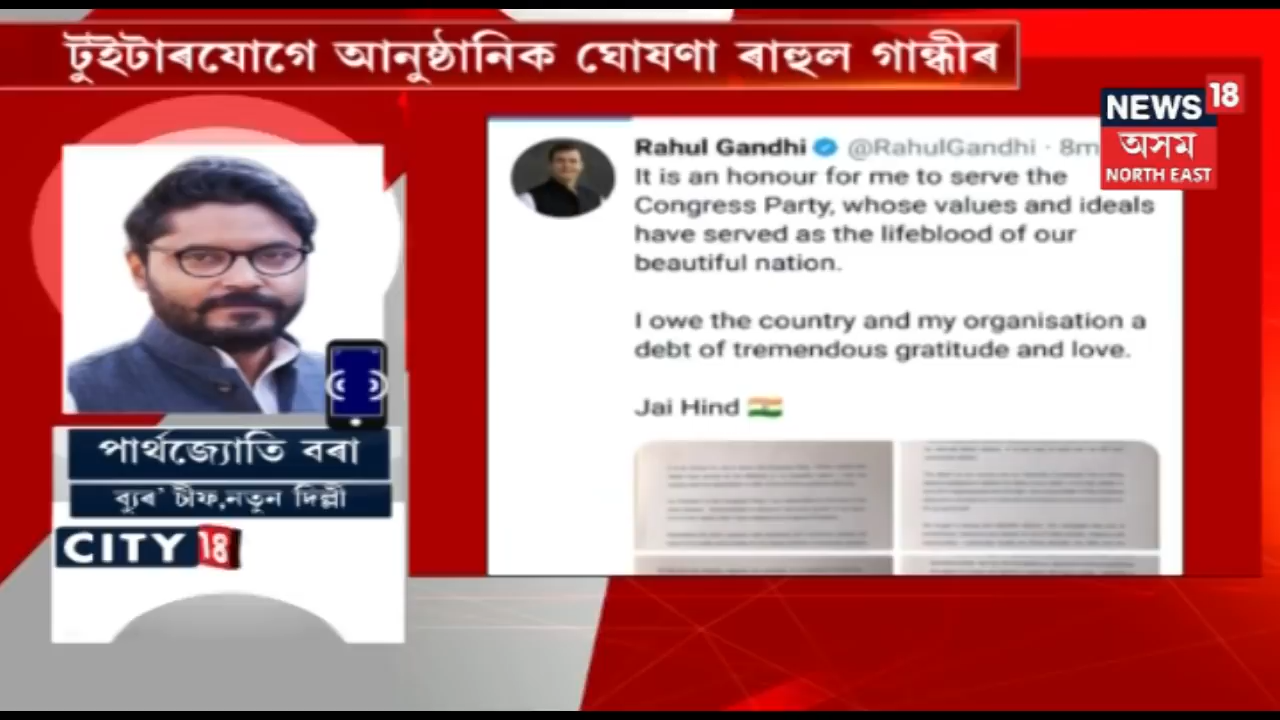 টুইটাৰযোগে আনুষ্ঠানিক ঘোষণা ৰাহুল গান্ধীৰ
NEWS 18
অসম
NORTH EAST
Rahul Gandhi @RahulGandhi · 8m
It is an honour for me to serve the
Congress Party, whose values and ideals
have served as the lifeblood of our
beautiful nation.
I owe the country and my organisation a
debt of tremendous gratitude and love.
Jai Hind 🇮🇳
পাৰ্থজ্যোতি বৰা
ব্যুৰ' চীফ,নতুন দিল্লী
CITY 18